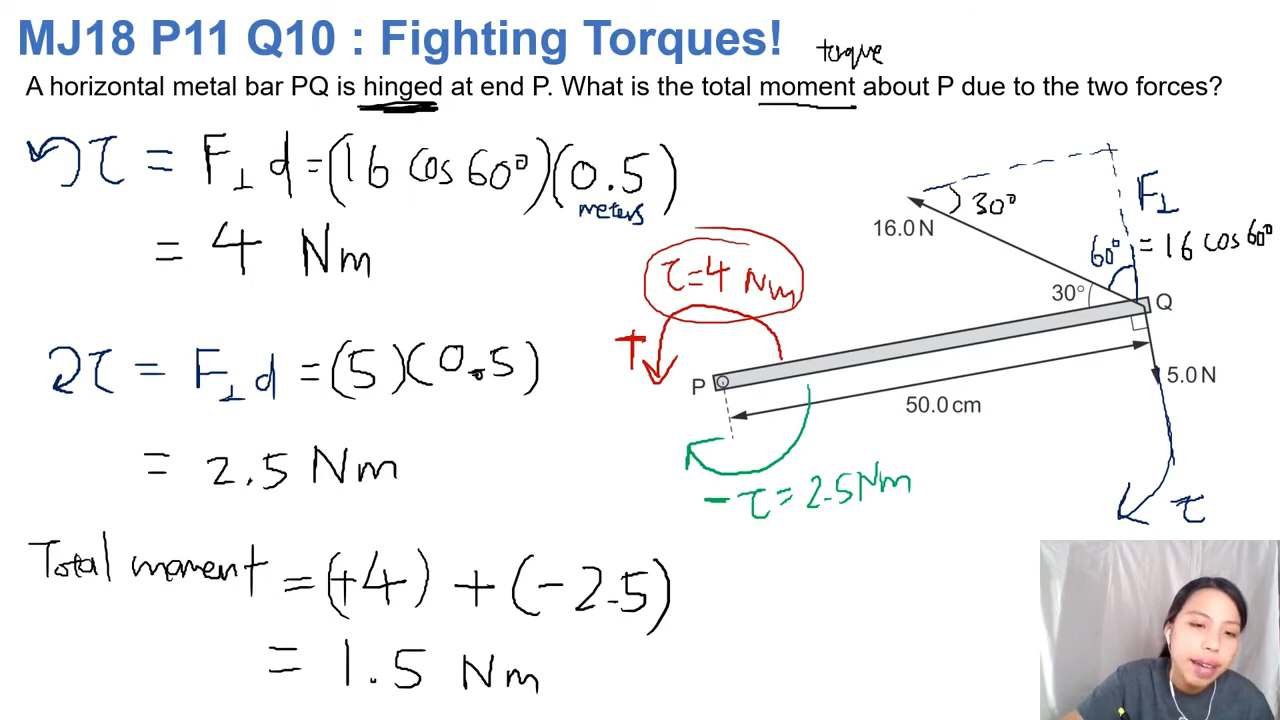 MJ18 P11 Q10 : Fighting Torques!
torque
A horizontal metal bar PQ is hinged at end P. What is the total moment about P due to the two forces?
τ = F⊥ d = (16 cos 60°)(0.5)
meters
= 4 Nm
τ = F⊥ d = (5)(0.5)
= 2.5 Nm
Total moment = (+4) + (-2.5)
= 1.5 Nm
30°
F⊥
16.0 N
60°
= 16 cos 60°
τ = 4 Nm
30°
Q
+
P
5.0 N
50.0 cm
- τ = 2.5 Nm
τ